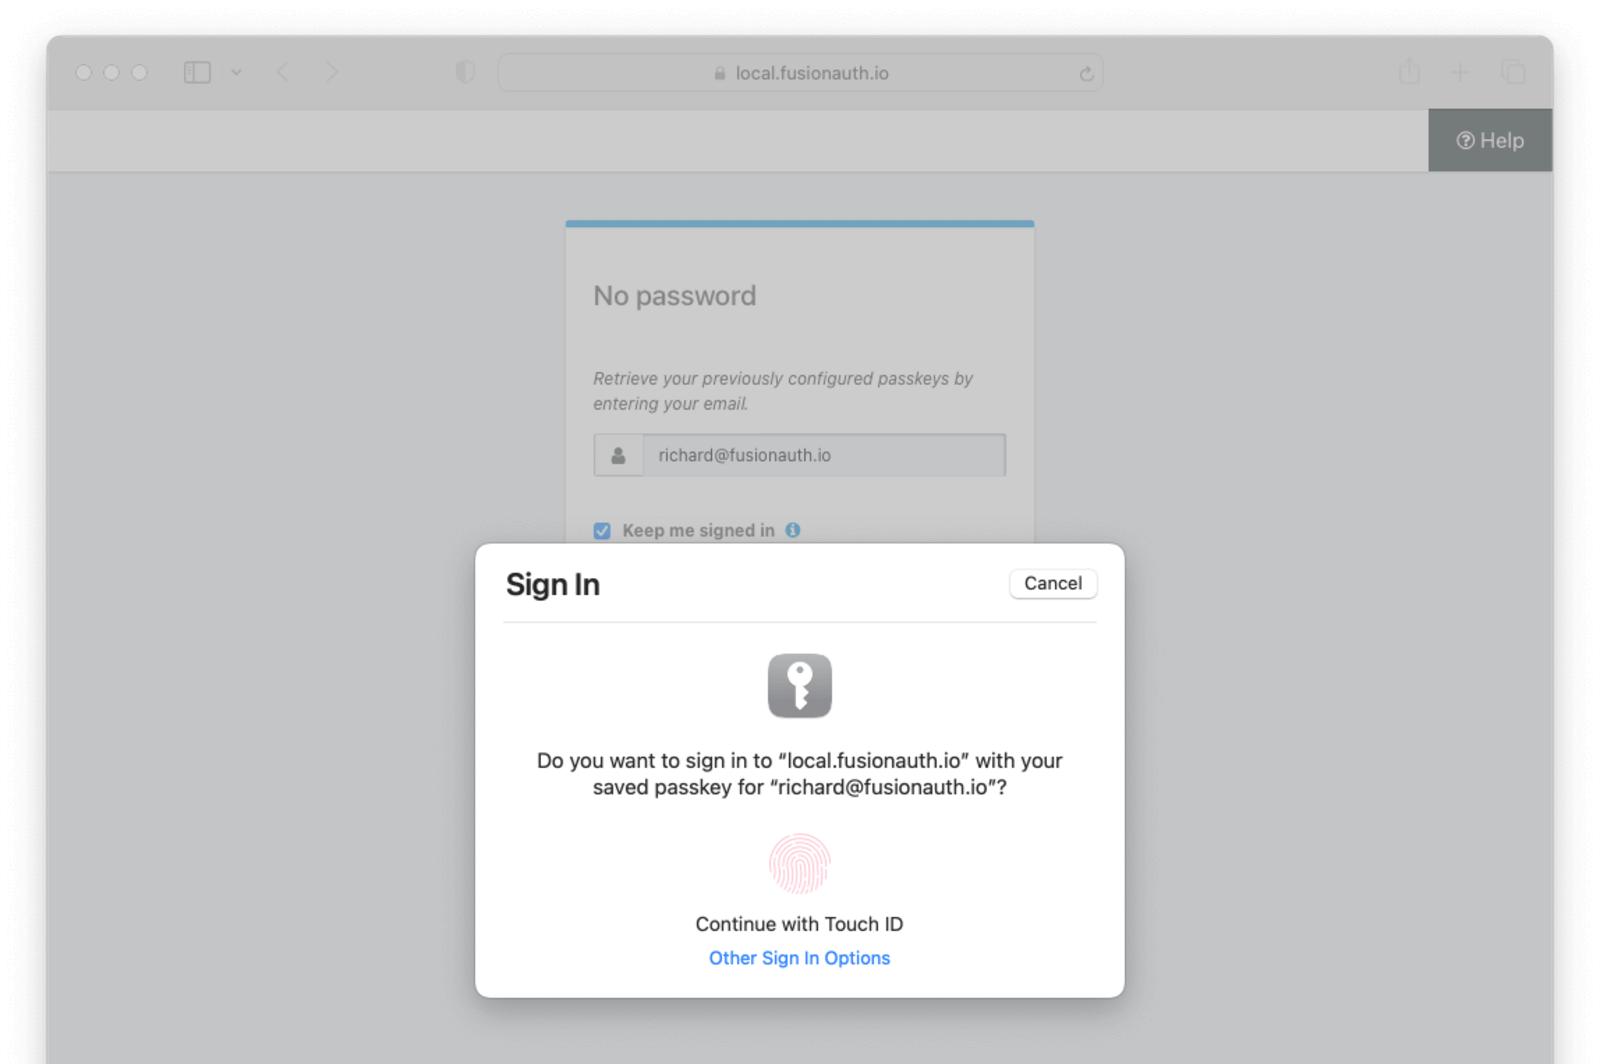 local.fusionauth.io
Help
No password
Retrieve your previously configured passkeys by
entering your email.
richard@fusionauth.io
Keep me signed in
Sign In
Cancel
Do you want to sign in to “local.fusionauth.io” with your
saved passkey for “richard@fusionauth.io”?
Continue with Touch ID
Other Sign In Options